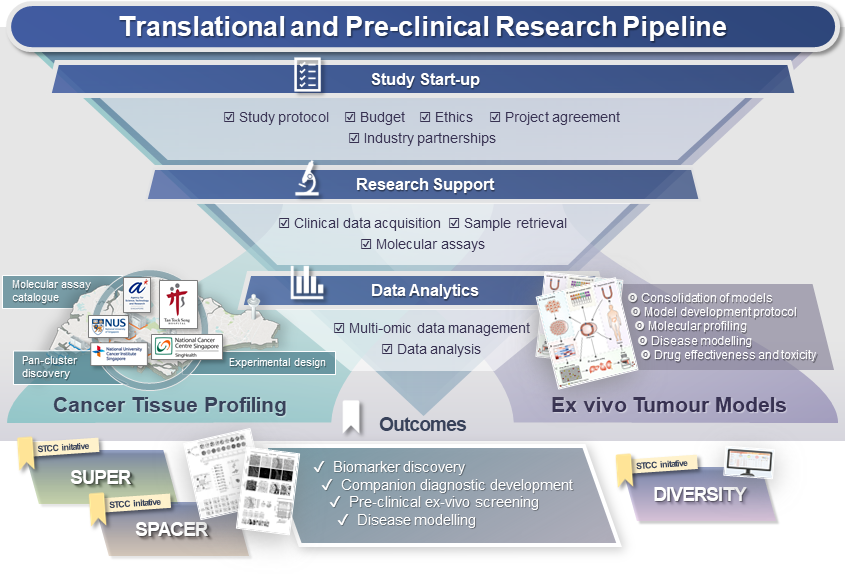 Translational and Pre-clinical Research Pipeline
Study Start-up
☑ Study protocol ☑ Budget ☑ Ethics ☑ Project agreement
☑ Industry partnerships
Research Support
☑ Clinical data acquisition ☑ Sample retrieval
☑ Molecular assays
Data Analytics
☑ Multi-omic data management
☑ Data analysis
Molecular assay
catalogue
Tan Tock Seng
HOSPITAL
NUS
National University
of Singapore
National University
Cancer Institute
Singapore
National Cancer
Centre Singapore
SingHealth
Pan-cluster
discovery
Experimental design
Cancer Tissue Profiling
Consolidation of models
Model development protocol
Molecular profiling
Disease modelling
Drug effectiveness and toxicity
Ex vivo Tumour Models
Outcomes
✓ Biomarker discovery
✓ Companion diagnostic development
✓ Pre-clinical ex-vivo screening
✓ Disease modelling
STCC initative
SUPER
STCC initative
SPACER
STCC initative
DIVERSITY